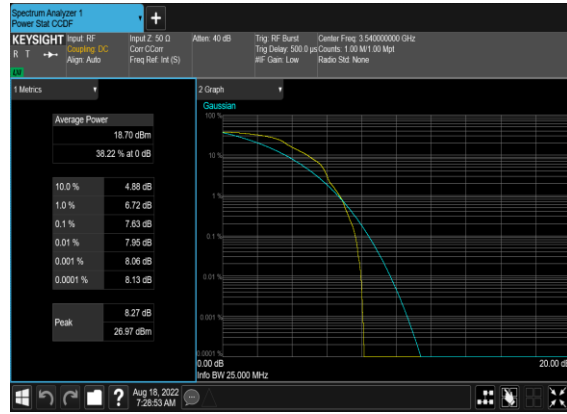 Spectrum Analyzer 1
Power Stat CCDF
+
KEYSIGHT
R T
Input: RF
Coupling: DC
Align: Auto
Input Z: 50 Ω
Corr CCorr
Freq Ref: Int (S)
Atten: 40 dB
Trig: RF Burst
Trig Delay: 500.0 µs
#IF Gain: Low
Center Freq: 3.540000000 GHz
Counts: 1.00 M/1.00 Mpt
Radio Std: None
1 Metrics
2 Graph
Gaussian
Average Power
18.70 dBm
38.22 % at 0 dB
10.0 % 4.88 dB
1.0 % 6.72 dB
0.1 % 7.63 dB
0.01 % 7.95 dB
0.001 % 8.06 dB
0.0001 % 8.13 dB
Peak
8.27 dB
26.97 dBm
100 %
10 %
1 %
0.1 %
0.01 %
0.001 %
0.0001 %
0.00 dB
20.00 dB
Info BW 25.000 MHz
?
Aug 18, 2022
7:28:53 AM